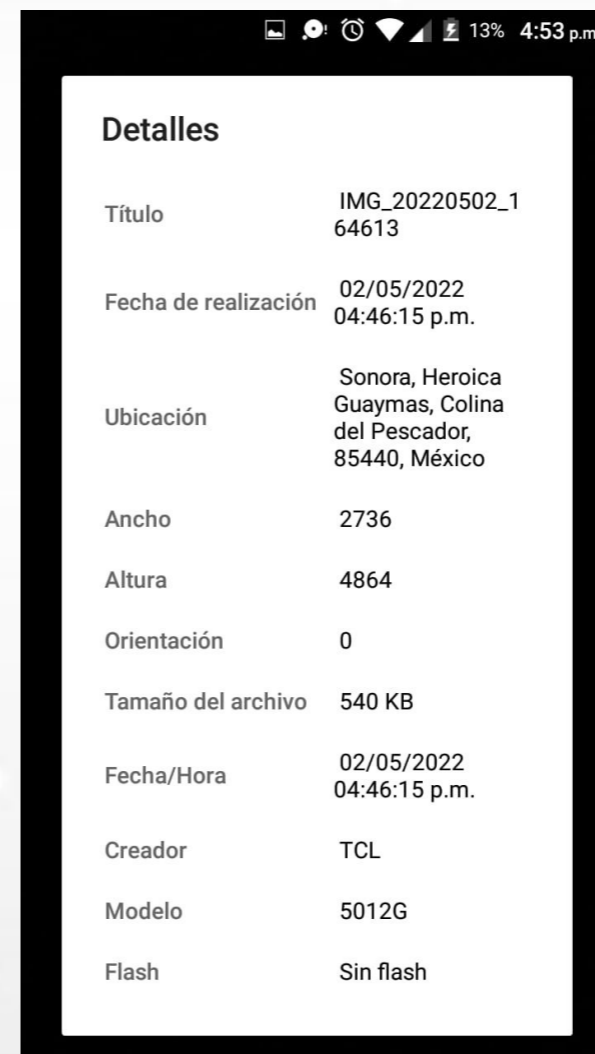 13% 4:53 p.m
Detalles
Título
IMG_20220502_1
64613
Fecha de realización
02/05/2022
04:46:15 p.m.
Ubicación
Sonora, Heroica
Guaymas, Colina
del Pescador,
85440, México
Ancho 2736
Altura 4864
Orientación 0
Tamaño del archivo 540 KB
Fecha/Hora
02/05/2022
04:46:15 p.m.
Creador TCL
Modelo 5012G
Flash Sin flash